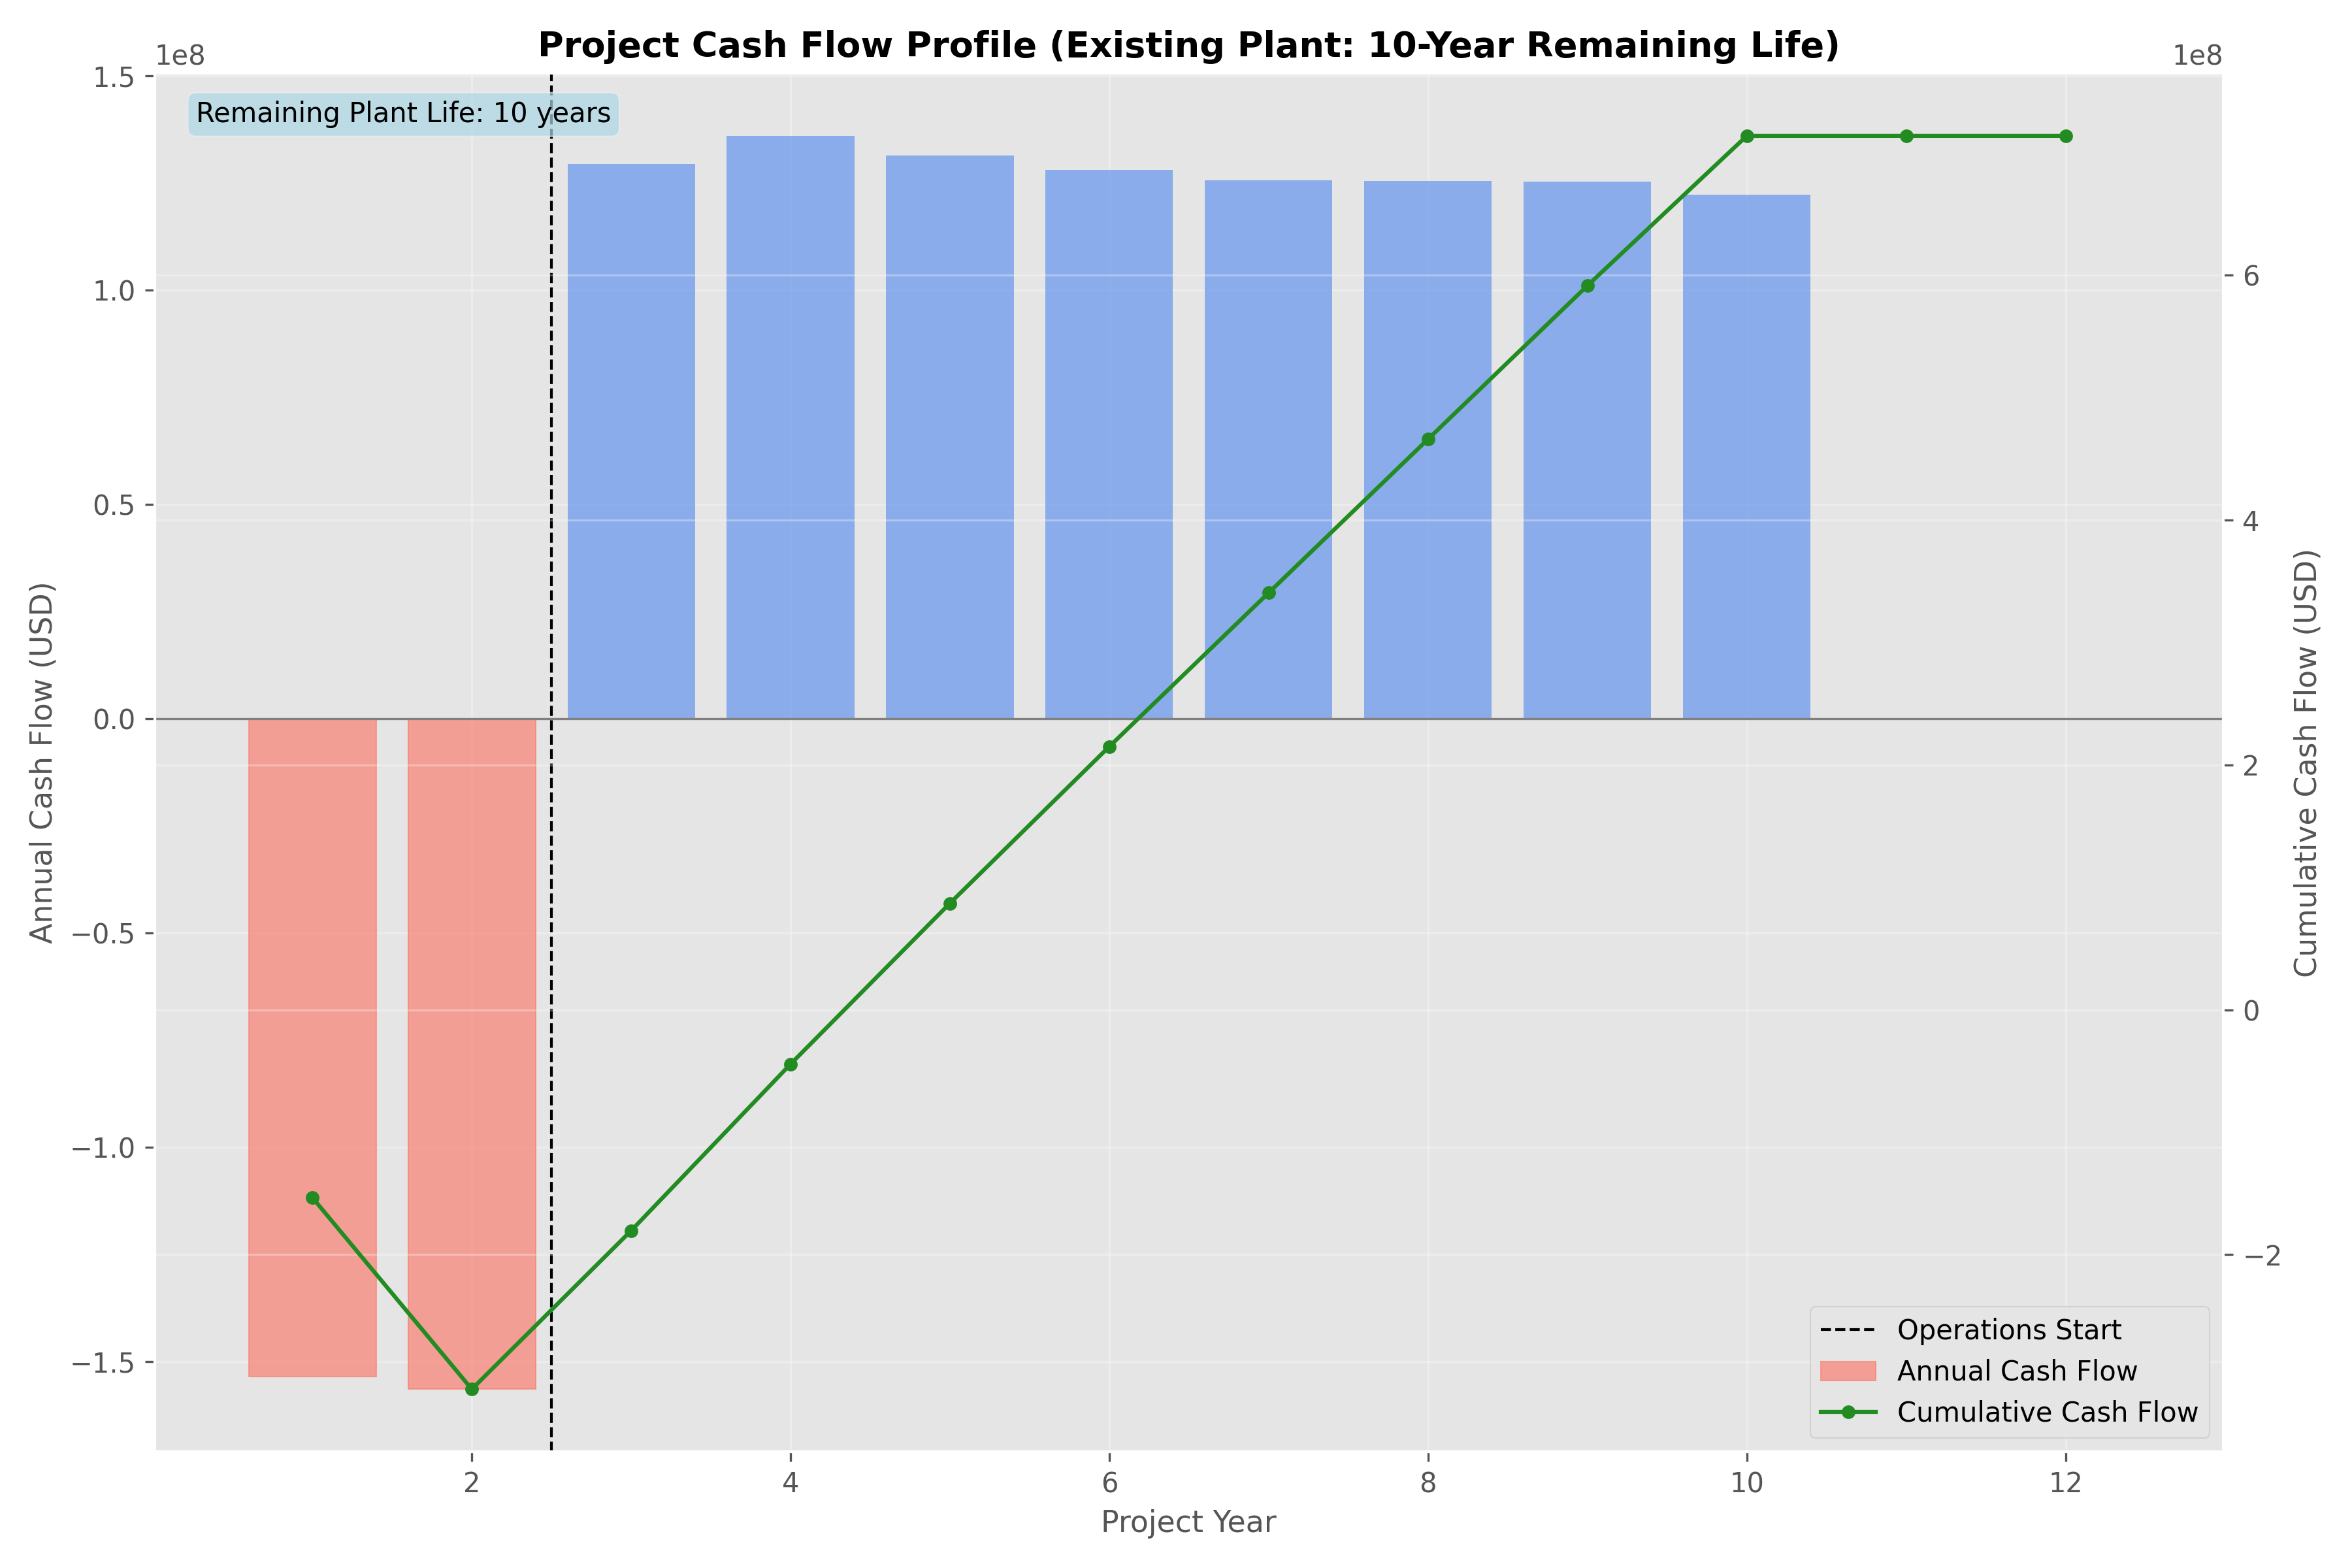 Project Cash Flow Profile (Existing Plant: 10-Year Remaining Life)
1e8
1e8
Remaining Plant Life: 10 years
1.5
1.0
0.5
0.0
−0.5
−1.0
−1.5
Annual Cash Flow (USD)
6
4
2
0
−2
Cumulative Cash Flow (USD)
Operations Start
Annual Cash Flow
Cumulative Cash Flow
2 4 6 8 10 12
Project Year